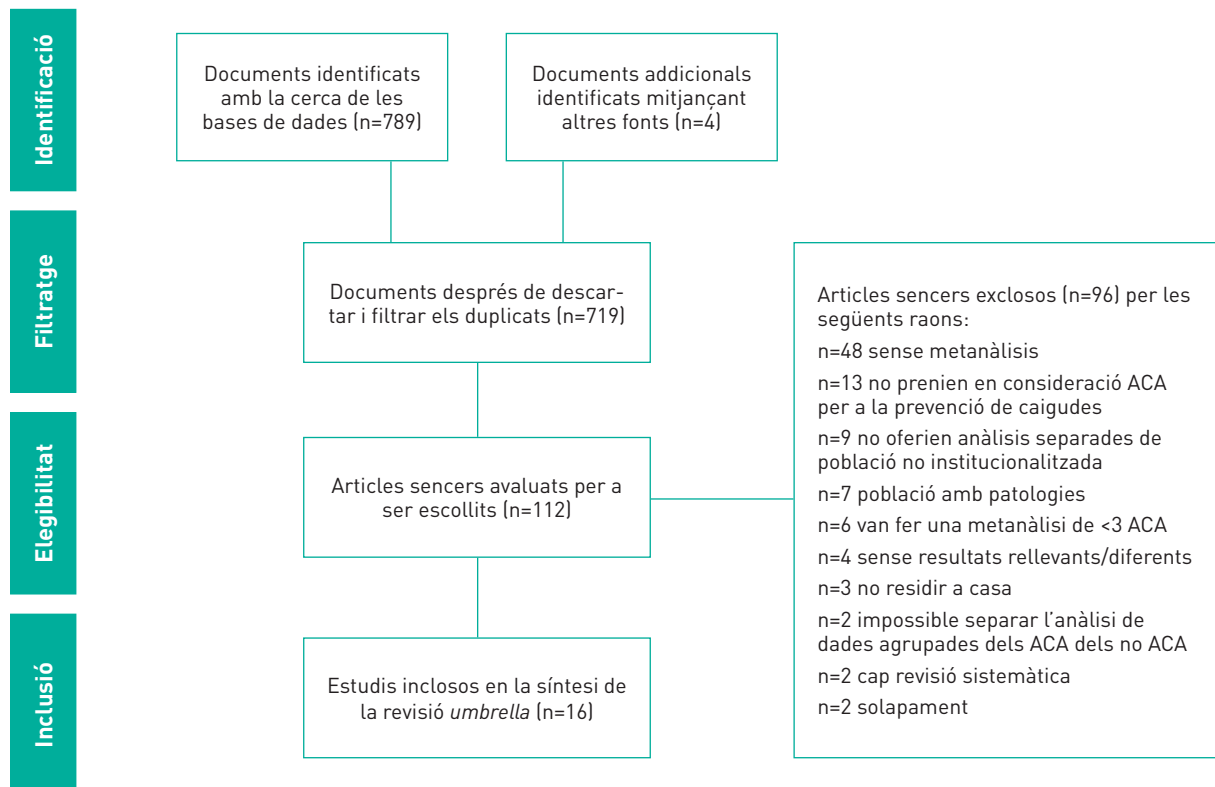 Identificació
Documents identificats
amb la cerca de les
bases de dades (n=789)
Documents addicionals
identificats mitjançant
altres fonts (n=4)
Filtratge
Documents després de descar-
tar i filtrar els duplicats (n=719)
Elegibilitat
Articles sencers avaluats per a
ser escollits (n=112)
Articles sencers exclosos (n=96) per les
següents raons:
n=48 sense metanàlisis
n=13 no prenien en consideració ACA
per a la prevenció de caigudes
n=9 no oferien anàlisis separades de
població no institucionalitzada
n=7 població amb patologies
n=6 van fer una metanàlisi de <3 ACA
n=4 sense resultats rellevants/diferents
n=3 no residir a casa
n=2 impossible separar l'anàlisi de
dades agrupades dels ACA dels no ACA
n=2 cap revisió sistemàtica
n=2 solapament
Inclusió
Estudis inclosos en la síntesi de
la revisió umbrella (n=16)